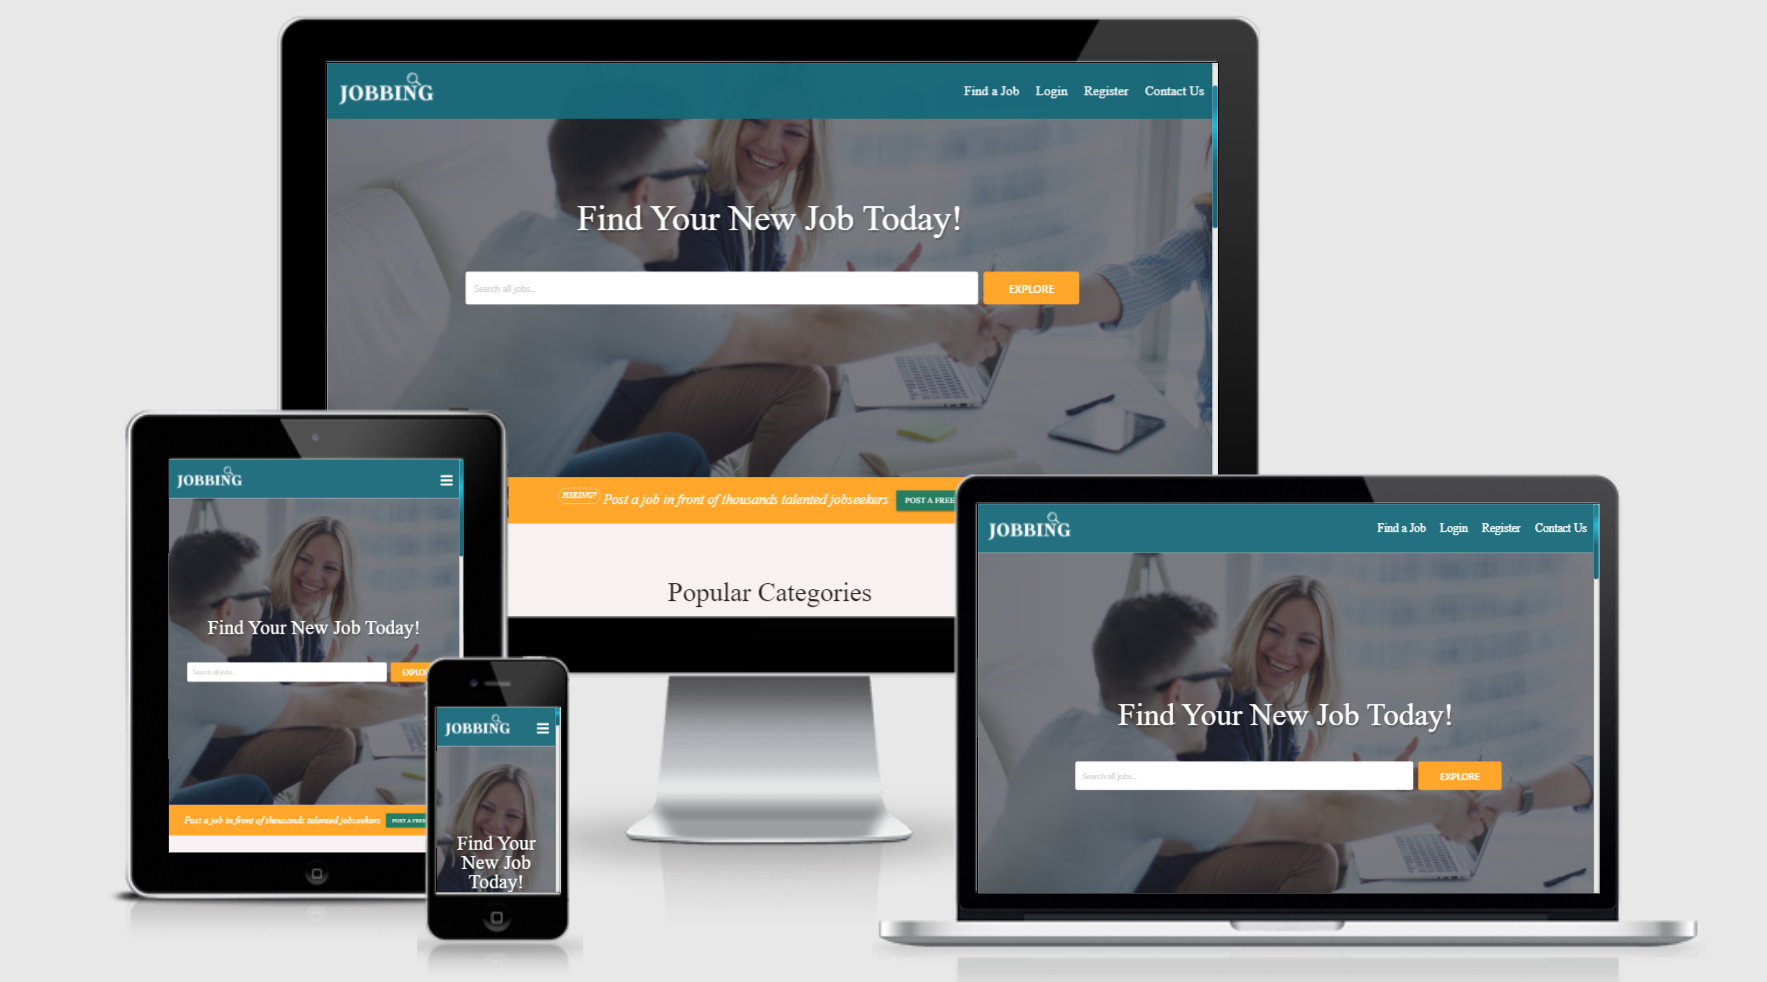 JOBBING
Find a Job Login Register Contact Us
Find Your New Job Today!
Search all jobs...
EXPLORE
HIRING? Post a job in front of thousands talented jobseekers
POST A FREE
Popular Categories
JOBBING
Find Your New Job Today!
Search all jobs...
EXPLO
Post a job in front of thousands talented jobseekers
POST A FREE
JOBBING
Find Your
New Job
Today!
JOBBING
Find a Job Login Register Contact Us
Find Your New Job Today!
Search all jobs...
EXPLORE